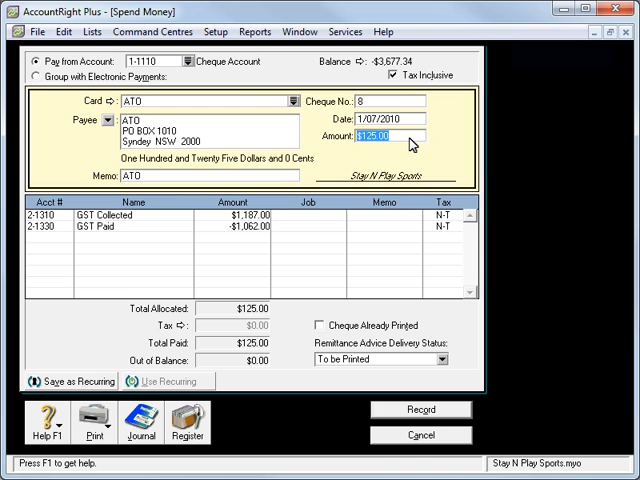 AccountRight Plus - [Spend Money]
File Edit Lists Command Centres Setup Reports Window Services Help
Pay from Account: 1-1110 Cheque Account Balance ⇨: -$3,677.34
Group with Electronic Payments: Tax Inclusive
Card ⇨: ATO Cheque No.: 8
Payee ATO Date: 1/07/2010
PO BOX 1010
Syndey NSW 2000 Amount: $125.00
One Hundred and Twenty Five Dollars and 0 Cents
Memo: ATO Stay N Play Sports
Acct # Name Amount Job Memo Tax
2-1310 GST Collected $1,187.00 N-T
2-1330 GST Paid -$1,062.00 N-T
Total Allocated: $125.00
Tax ⇨: $0.00 Cheque Already Printed
Total Paid: $125.00 Remittance Advice Delivery Status:
Out of Balance: $0.00 To be Printed
Save as Recurring Use Recurring
Help F1 Print Journal Register Record
Cancel
Press F1 to get help. Stay N Play Sports.myo